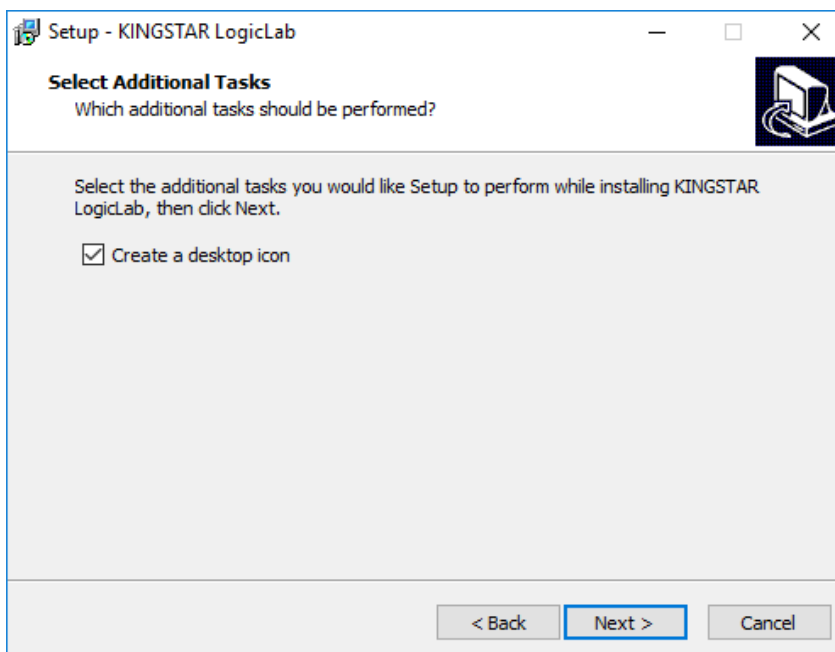 Setup - KINGSTAR LogicLab
Select Additional Tasks
Which additional tasks should be performed?
Select the additional tasks you would like Setup to perform while installing KINGSTAR
LogicLab, then click Next.
Create a desktop icon
< Back Next > Cancel